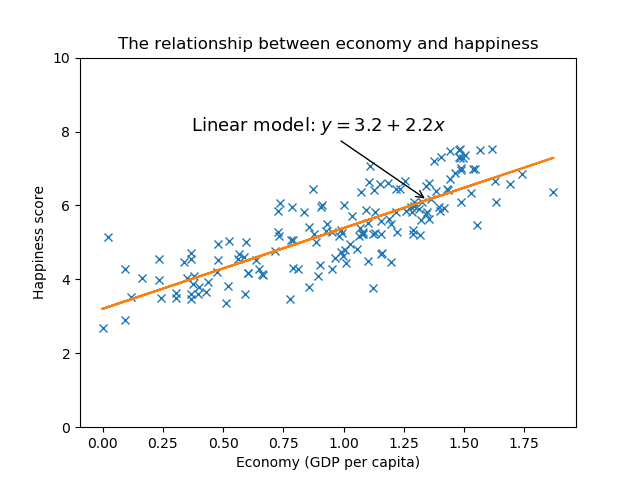 The relationship between economy and happiness
10
Linear model: y = 3.2 + 2.2x
8
6
4
2
0
Happiness score
0.00 0.25 0.50 0.75 1.00 1.25 1.50 1.75
Economy (GDP per capita)